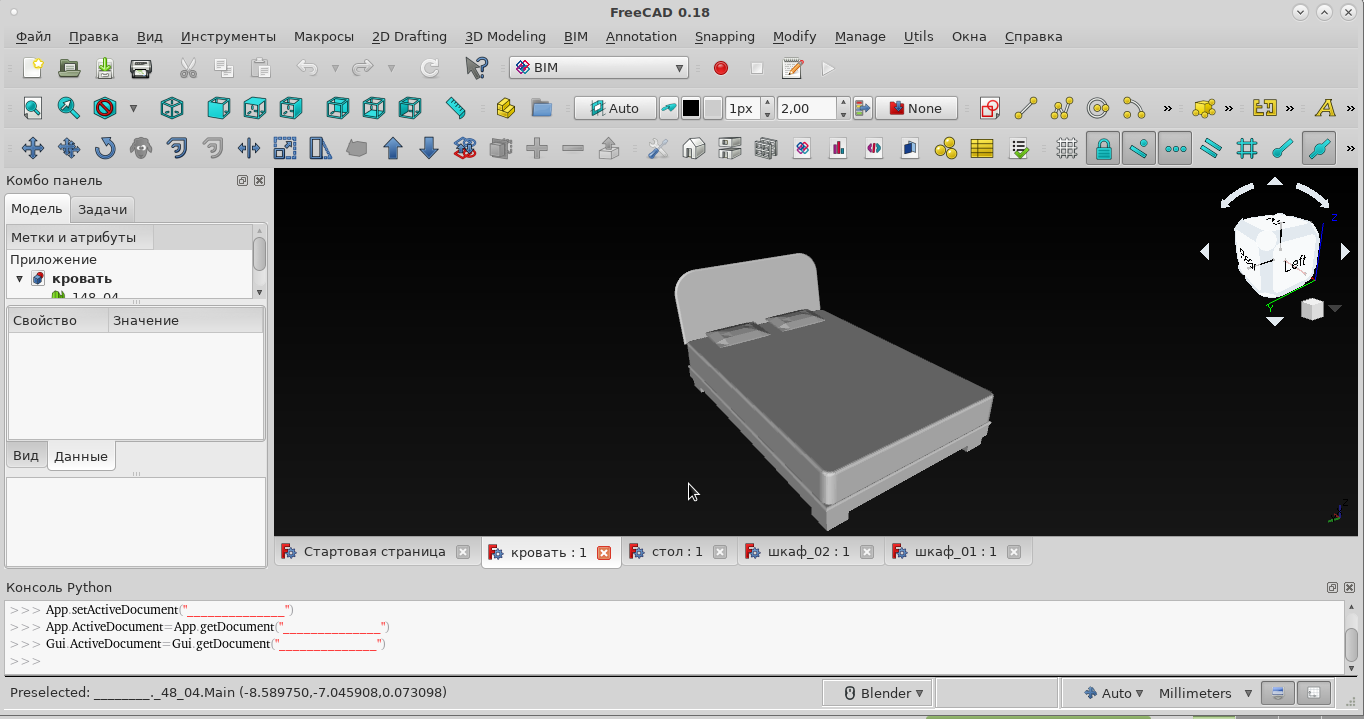 FreeCAD 0.18
Файл Правка Вид Инструменты Макросы 2D Drafting 3D Modeling BIM Annotation Snapping Modify Manage Utils Окна Справка
BIM
Auto 1px 2,00 None
Комбо панель
Модель Задачи
Метки и атрибуты
Приложение
кровать
148_04
Свойство Значение
Вид Данные
Left
Z
Y
Z
Стартовая страница кровать : 1 стол : 1 шкаф_02 : 1 шкаф_01 : 1
Консоль Python
>>> App.setActiveDocument("______________")
>>> App.ActiveDocument=App.getDocument("______________")
>>> Gui.ActiveDocument=Gui.getDocument("______________")
>>>
Preselected: ________._48_04.Main (-8.589750,-7.045908,0.073098) Blender Auto Millimeters